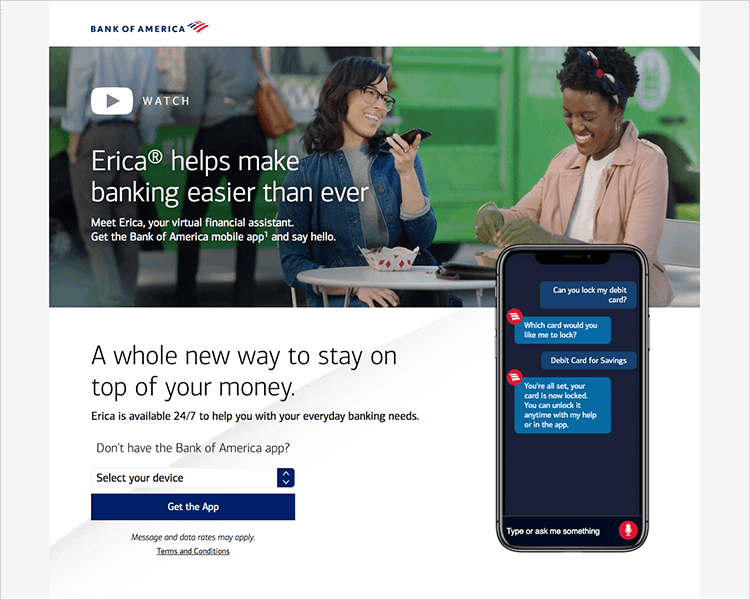 BANK OF AMERICA
WATCH
Erica® helps make
banking easier than ever
Meet Erica, your virtual financial assistant.
Get the Bank of America mobile app¹ and say hello.
Can you lock my debit
card?
Which card would you
like me to lock?
Debit Card for Savings
You're all set, your
card is now locked.
You can unlock it
anytime with my help
or in the app.
Type or ask me something
A whole new way to stay on
top of your money.
Erica is available 24/7 to help you with your everyday banking needs.
Don't have the Bank of America app?
Select your device
Get the App
Message and data rates may apply.
Terms and Conditions